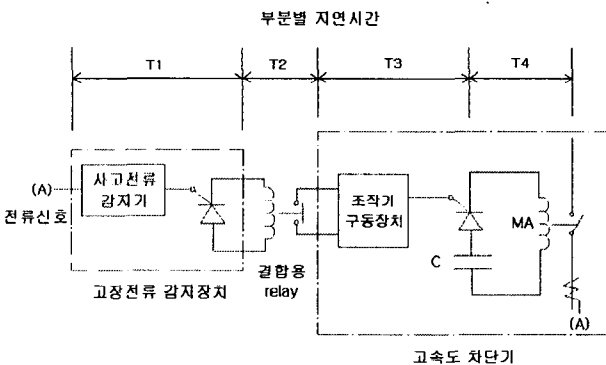 부분별 지연시간
T1
T2
T3
T4
(A)
전류신호
사고전류
감지기
결합용
relay
고장전류 감지장치
조작기
구동장치
C
MA
(A)
고속도 차단기